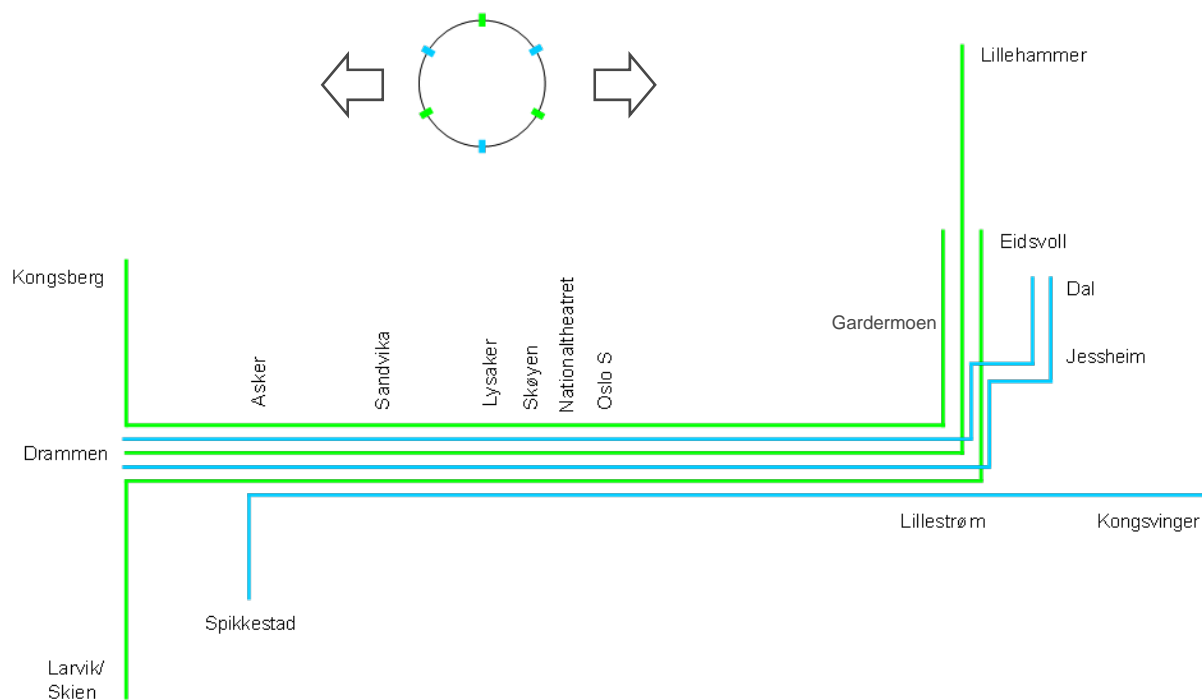 Lillehammer
Eidsvoll
Kongsberg
Dal
Gardermoen
Jessheim
Asker
Sandvika
Lysaker
Skøyen
Nationaltheatret
Oslo S
Drammen
Lillestrøm
Kongsvinger
Spikkestad
Larvik/
Skien